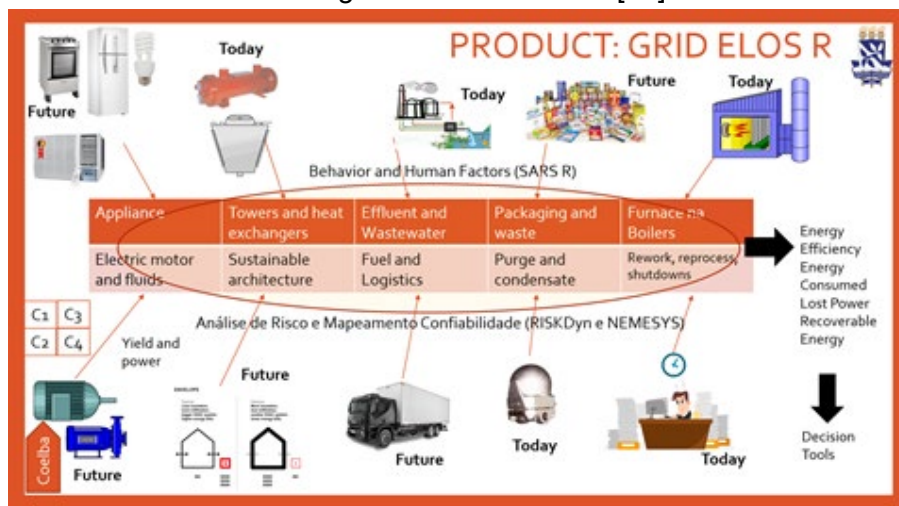 PRODUCT: GRID ELOS R
Today
Future
Today
Future
Today
Behavior and Human Factors (SARS R)
Appliance
Towers and heat
exchangers
Effluent and
Wastewater
Packaging and
waste
Furnace na
Boilers
Electric motor
and fluids
Sustainable
architecture
Fuel and
Logistics
Purge and
condensate
Rework, reprocess,
shutdowns
Energy
Efficiency
Energy
Consumed
Lost Power
Recoverable
Energy
Análise de Risco e Mapeamento Confiabilidade (RISKDyn e NEMESYS)
C1 C3
C2 C4
Yield and
power
Future
Coelba
Future
Future
Today
Today
Decision
Tools